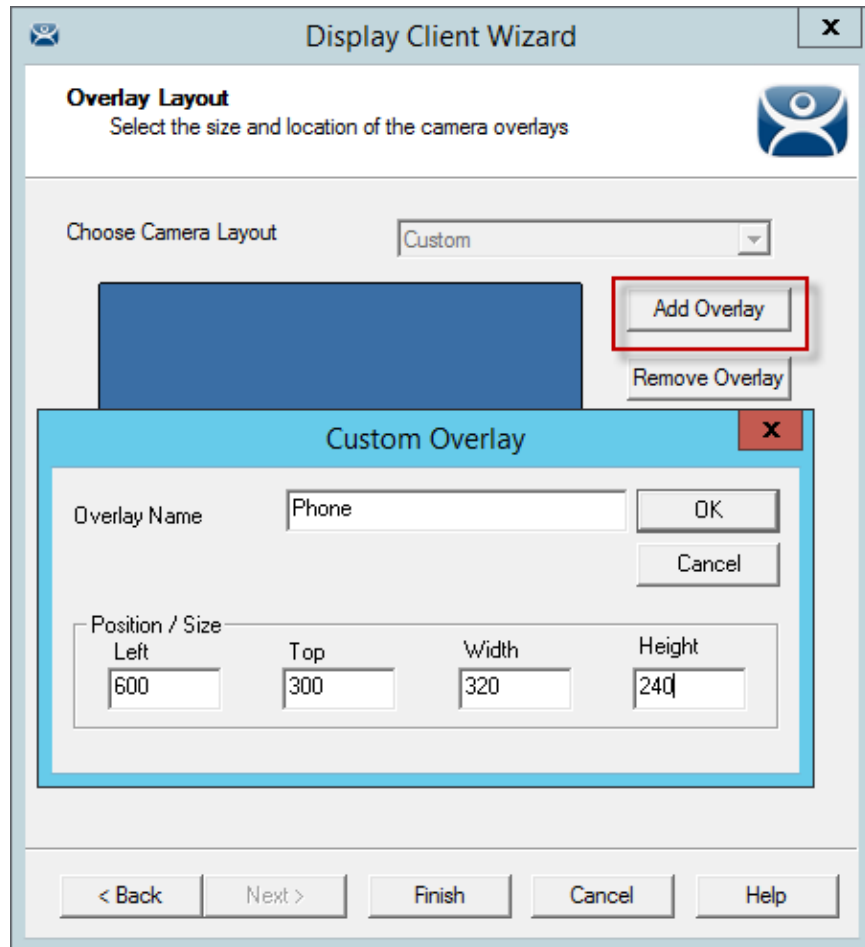 Display Client Wizard
x
Overlay Layout
Select the size and location of the camera overlays
Choose Camera Layout
Custom
Add Overlay
Remove Overlay
Custom Overlay
x
Overlay Name
Phone
OK
Cancel
Position / Size
Left Top Width Height
600 300 320 240
< Back Next > Finish Cancel Help